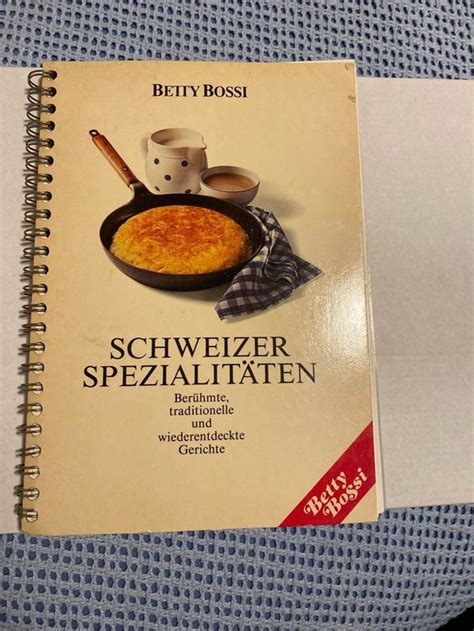 BETTY BOSSI
SCHWEIZER
SPEZIALITÄTEN
Berühmte,
traditionelle
und
wiederentdeckte
Gerichte
Betty
Bossi